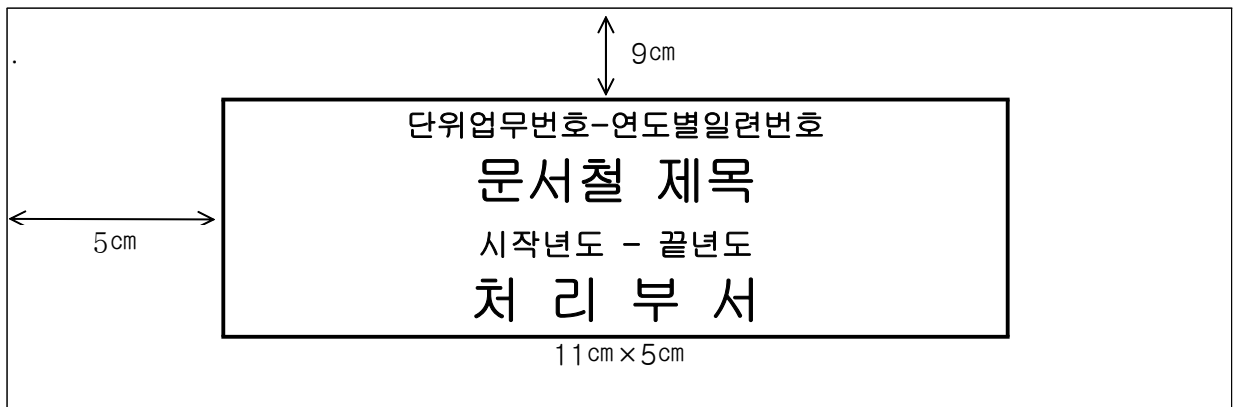 9㎝
.
단위업무번호-연도별일련번호
문서철 제목
5㎝
시작년도 - 끝년도
처 리 부 서
11㎝×5㎝